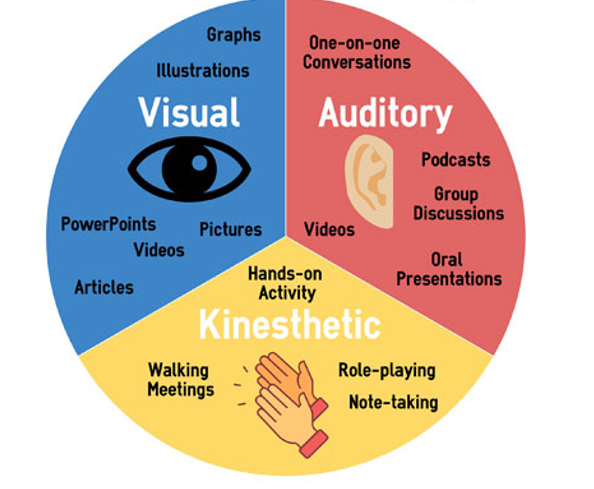 Graphs
Illustrations
Visual
PowerPoints
Videos
Pictures
Articles
One-on-one
Conversations
Auditory
Podcasts
Group
Discussions
Videos
Oral
Presentations
Hands-on
Activity
Kinesthetic
Walking
Meetings
Role-playing
Note-taking